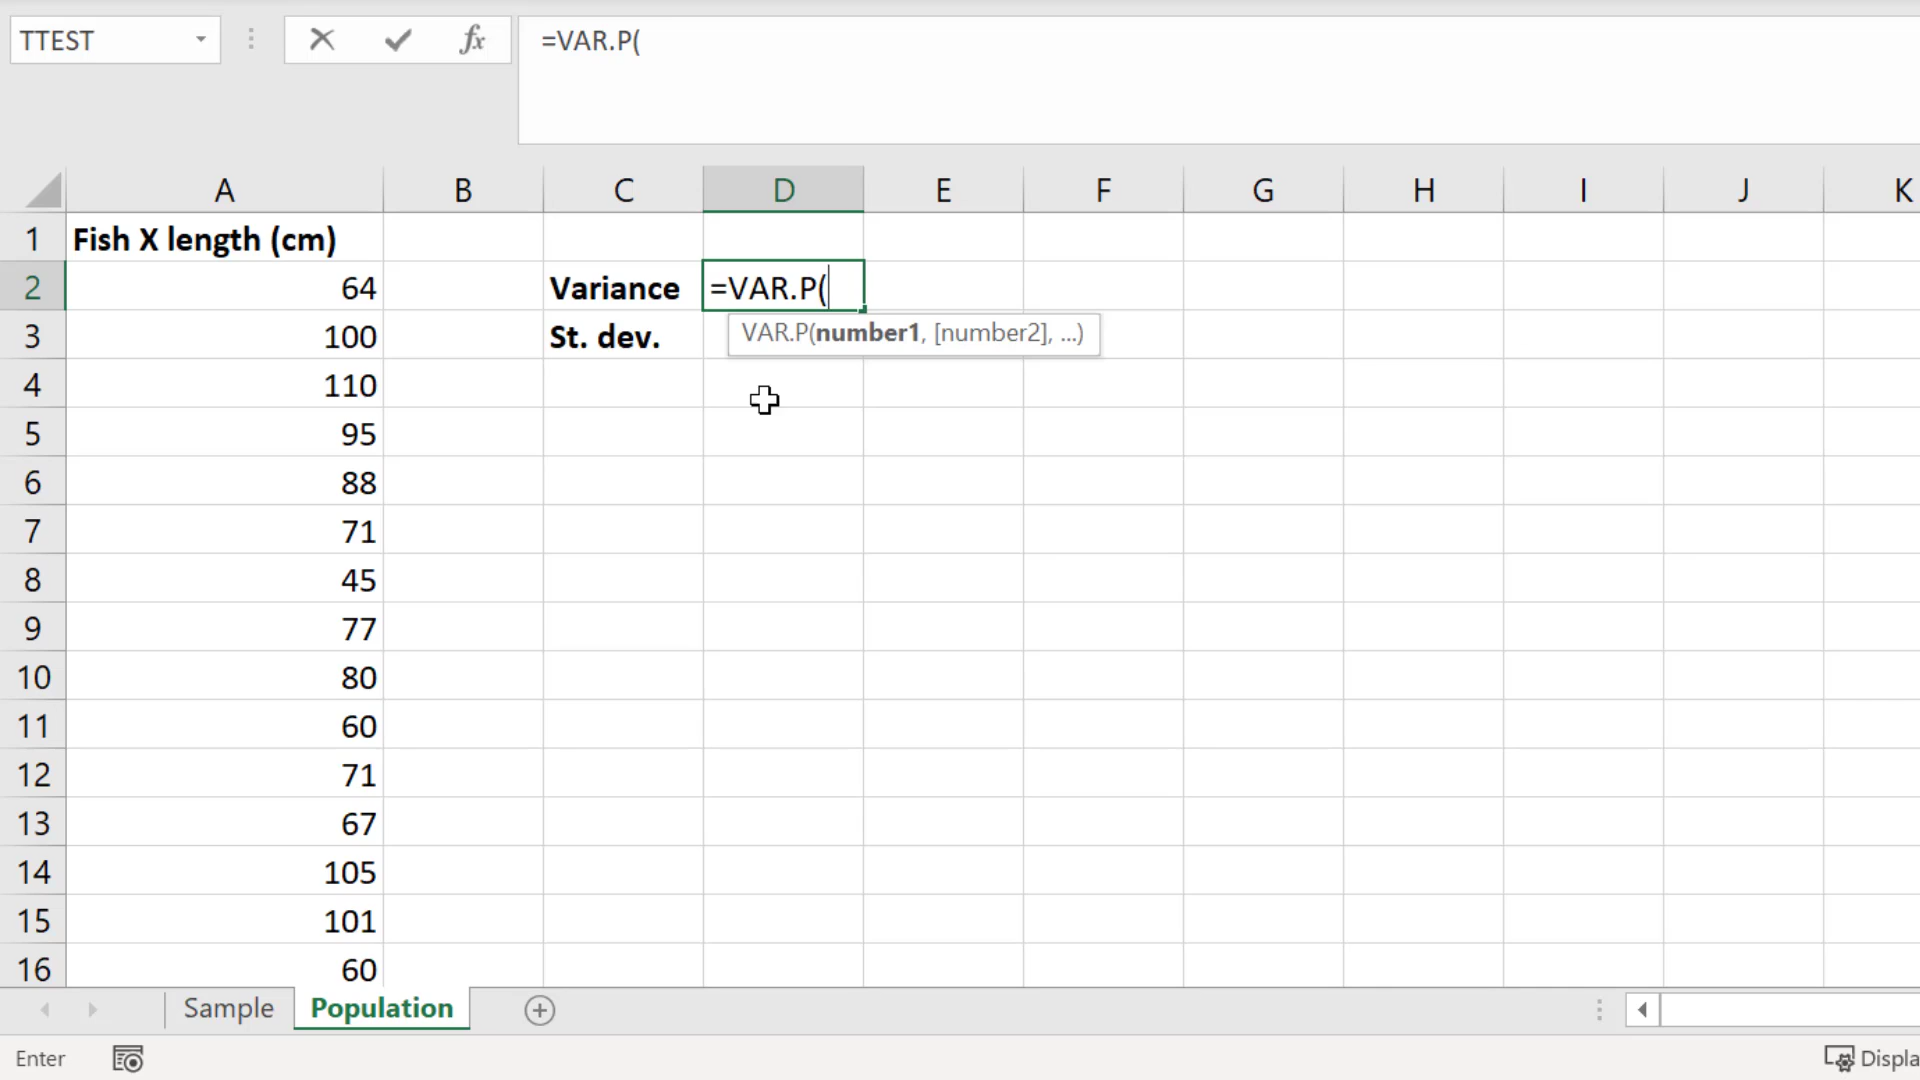 TTEST fx =VAR.P(
A B C D E F G H I J K
1 Fish X length (cm)
2 64 Variance =VAR.P(
VAR.P(number1, [number2], ...)
3 100 St. dev.
4 110
5 95
6 88
7 71
8 45
9 77
10 80
11 60
12 71
13 67
14 105
15 101
16 60
Sample Population
Enter Displa